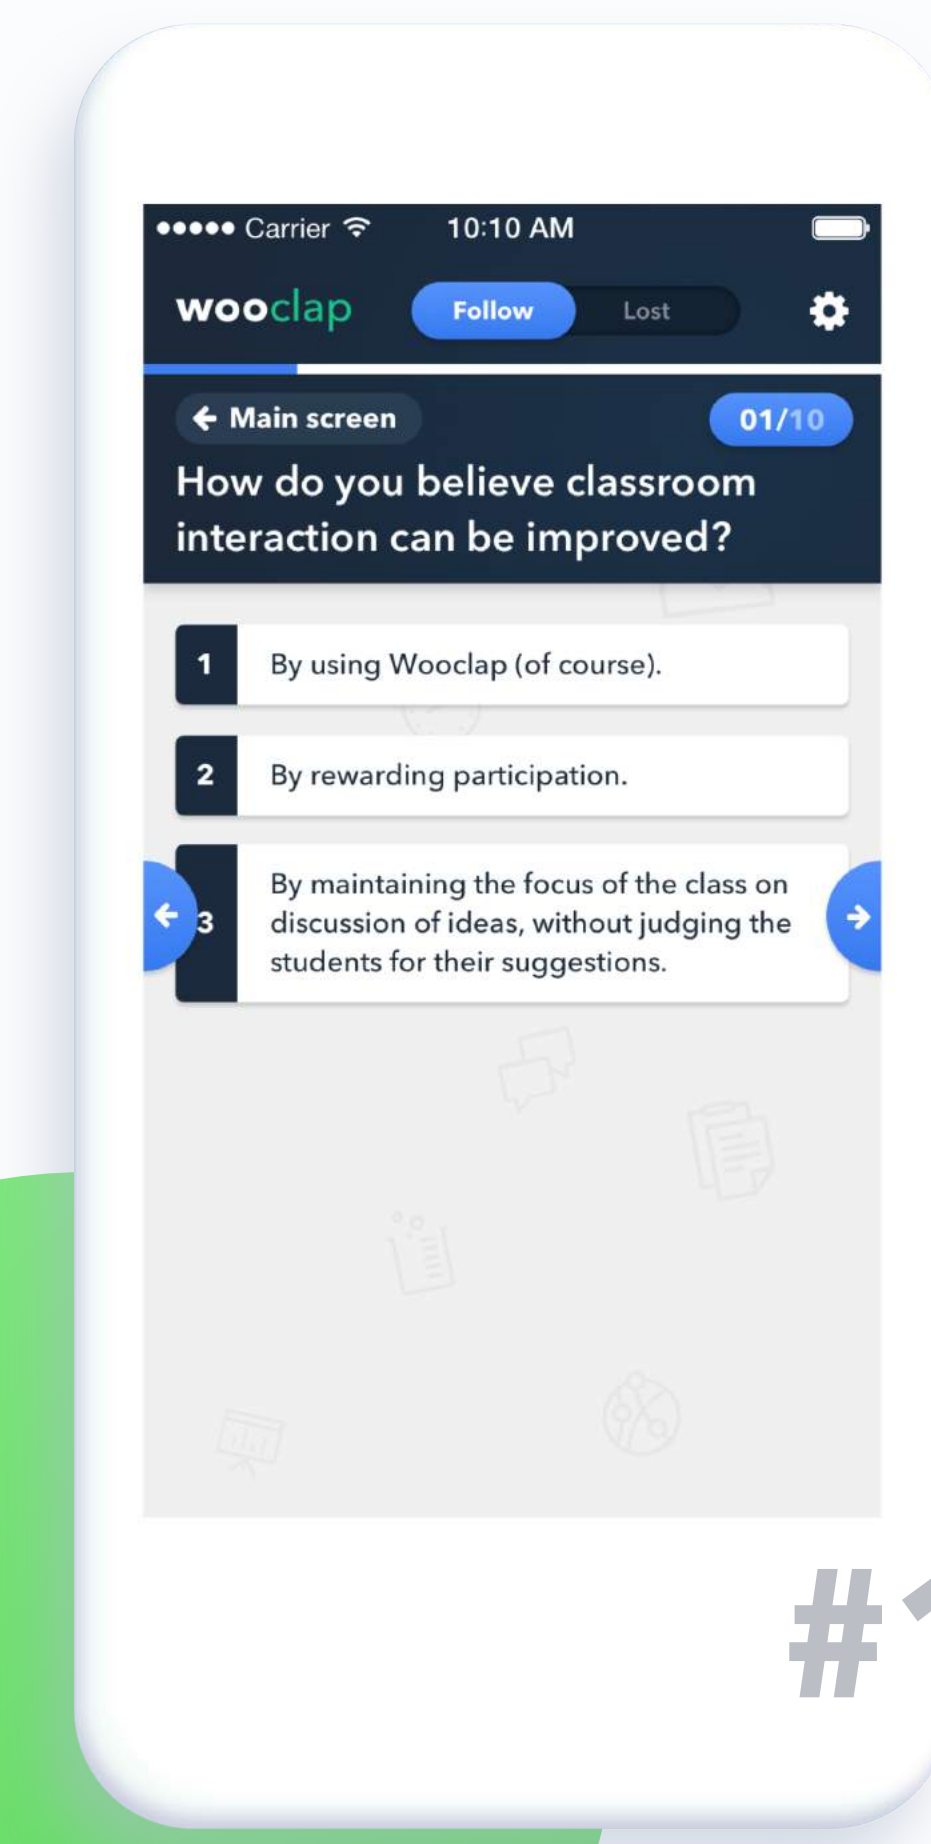 Carrier 10:10 AM
wooclap Follow Lost
Main screen 01/10
How do you believe classroom
interaction can be improved?
1 By using Wooclap (of course).
2 By rewarding participation.
3 By maintaining the focus of the class on
discussion of ideas, without judging the
students for their suggestions.
#1